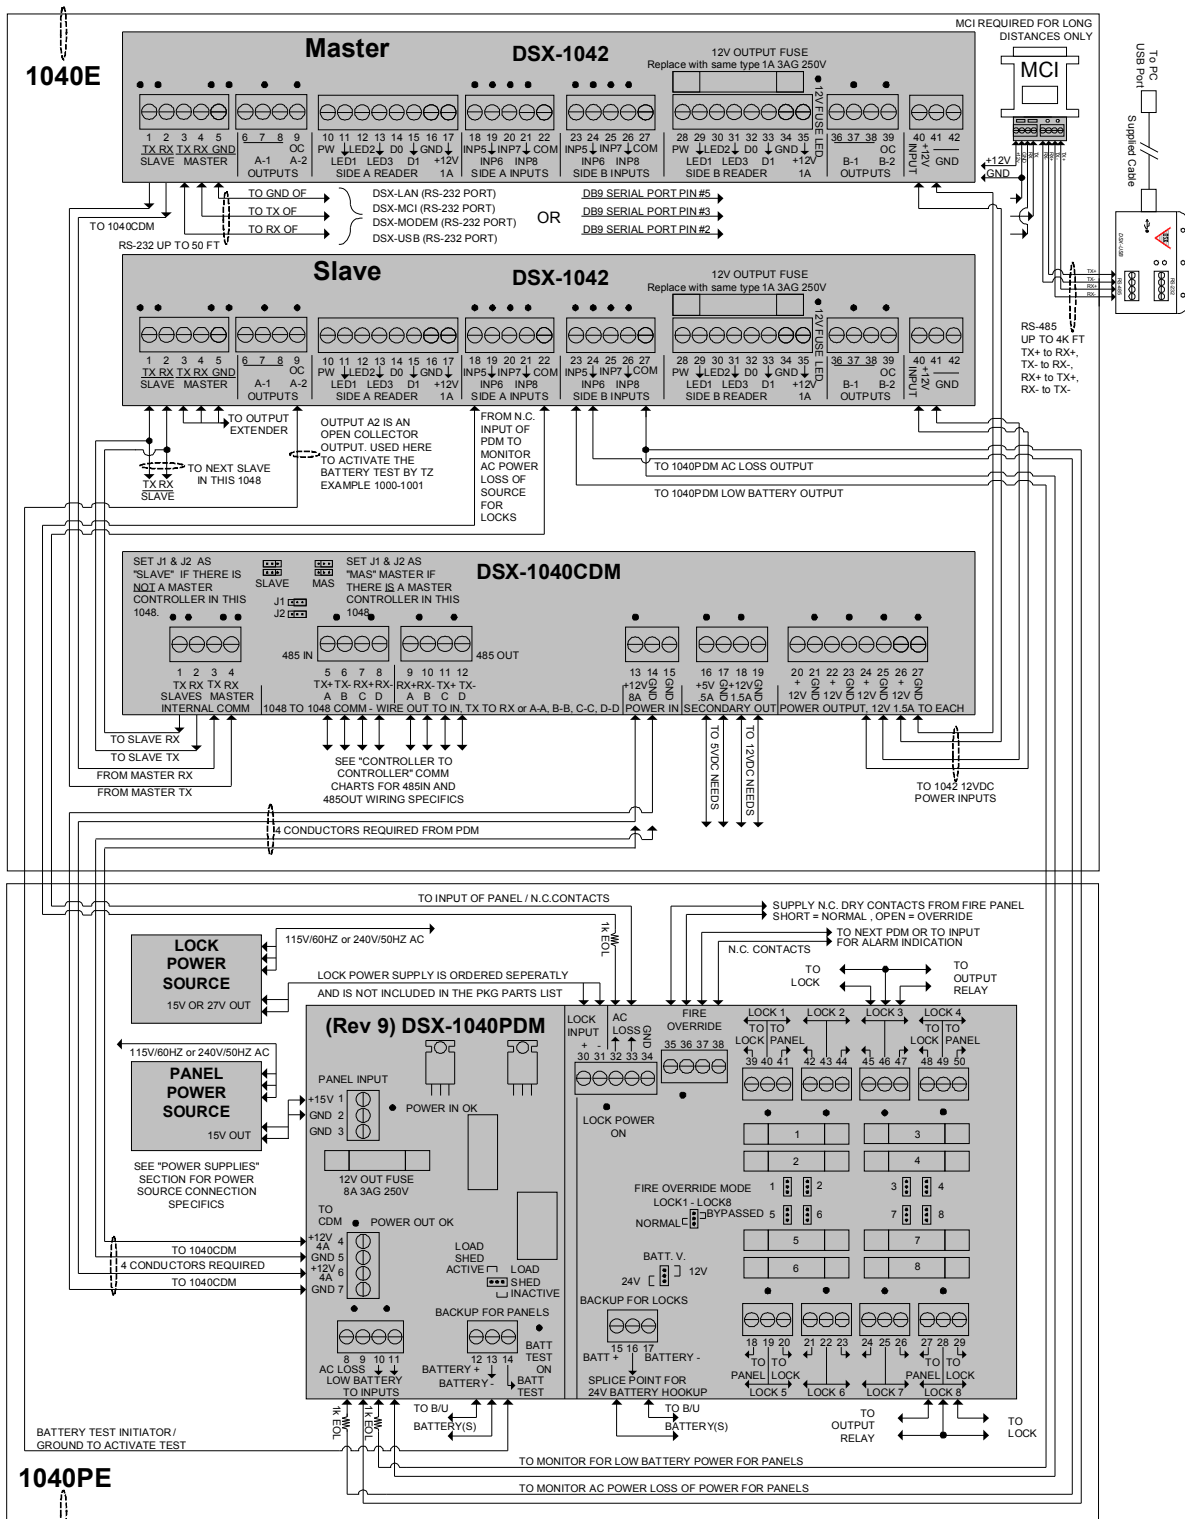 1040E
MCI REQUIRED FOR LONG
DISTANCES ONLY
MCI
To PC
USB Port
Supplied Cable
Master
DSX-1042
12V OUTPUT FUSE
Replace with same type 1A 3AG 250V
12V FUSE LED
1 2 3 4 5 6 7 8 9 10 11 12 13 14 15 16 17 18 19 20 21 22 23 24 25 26 27 28 29 30 31 32 33 34 35 36 37 38 39 40 41 42
TX RX TX RX GND
SLAVE MASTER
OC
A-1 A-2
OUTPUTS
PW LED2 D0 GND
LED1 LED3 D1 +12V
SIDE A READER 1A
INP5 INP7 COM
INP6 INP8
SIDE A INPUTS
INP5 INP7 COM
INP6 INP8
SIDE B INPUTS
PW LED2 D0 GND
LED1 LED3 D1 +12V
SIDE B READER 1A
OC
B-1 B-2
OUTPUTS
INPUT
+12V
GND
+12V
GND
TO 1040CDM
TO GND OF
TO TX OF
TO RX OF
RS-232 UP TO 50 FT
DSX-LAN (RS-232 PORT)
DSX-MCI (RS-232 PORT)
DSX-MODEM (RS-232 PORT)
DSX-USB (RS-232 PORT)
OR
DB9 SERIAL PORT PIN #5
DB9 SERIAL PORT PIN #3
DB9 SERIAL PORT PIN #2
DSX-USB
DSX
RS-485
RS-232
TX+
TX-
RX+
RX-
RS-485
UP TO 4K FT
TX+ to RX+,
TX- to RX-,
RX+ to TX+,
RX- to TX-
Slave
DSX-1042
12V OUTPUT FUSE
Replace with same type 1A 3AG 250V
12V FUSE LED
1 2 3 4 5 6 7 8 9 10 11 12 13 14 15 16 17 18 19 20 21 22 23 24 25 26 27 28 29 30 31 32 33 34 35 36 37 38 39 40 41 42
TX RX TX RX GND
SLAVE MASTER
OC
A-1 A-2
OUTPUTS
PW LED2 D0 GND
LED1 LED3 D1 +12V
SIDE A READER 1A
INP5 INP7 COM
INP6 INP8
SIDE A INPUTS
INP5 INP7 COM
INP6 INP8
SIDE B INPUTS
PW LED2 D0 GND
LED1 LED3 D1 +12V
SIDE B READER 1A
OC
B-1 B-2
OUTPUTS
INPUT
+12V
GND
TO OUTPUT
EXTENDER
TO NEXT SLAVE
IN THIS 1048
TX RX
SLAVE
OUTPUT A2 IS AN
OPEN COLLECTOR
OUTPUT. USED HERE
TO ACTIVATE THE
BATTERY TEST BY TZ
EXAMPLE 1000-1001
FROM N.C.
INPUT OF
PDM TO
MONITOR
AC POWER
LOSS OF
SOURCE
FOR
LOCKS
TO 1040PDM AC LOSS OUTPUT
TO 1040PDM LOW BATTERY OUTPUT
SET J1 & J2 AS
"SLAVE" IF THERE IS
NOT A MASTER
CONTROLLER IN THIS
1048.
SLAVE
MAS
J1
J2
SET J1 & J2 AS
"MAS" MASTER IF
THERE IS A MASTER
CONTROLLER IN THIS
1048
DSX-1040CDM
485 IN
485 OUT
1 2 3 4
TX RX TX RX
SLAVES MASTER
INTERNAL COMM
5 6 7 8 9 10 11 12
TX+ TX- RX+ RX- RX+ RX- TX+ TX-
A B C D A B C D
1048 TO 1048 COMM - WIRE OUT TO IN, TX TO RX or A-A, B-B, C-C, D-D
13 14 15
+12V GND GND
8A
POWER IN
16 17 18 19
+5V GND +12V GND
.5A 1.5A
SECONDARY OUT
20 21 22 23 24 25 26 27
+ GND + GND + GND + GND
12V 12V 12V 12V
POWER OUTPUT, 12V 1.5A TO EACH
TO SLAVE RX
TO SLAVE TX
FROM MASTER RX
FROM MASTER TX
SEE "CONTROLLER TO
CONTROLLER" COMM
CHARTS FOR 485IN AND
485OUT WIRING SPECIFICS
TO 5VDC NEEDS
TO 12VDC NEEDS
TO 1042 12VDC
POWER INPUTS
4 CONDUCTORS REQUIRED FROM PDM
TO INPUT OF PANEL / N.C.CONTACTS
SUPPLY N.C. DRY CONTACTS FROM FIRE PANEL
SHORT = NORMAL , OPEN = OVERRIDE
TO NEXT PDM OR TO INPUT
FOR ALARM INDICATION
N.C. CONTACTS
1k EOL
LOCK
POWER
SOURCE
15V OR 27V OUT
115V/60HZ or 240V/50HZ AC
LOCK POWER SUPPLY IS ORDERED SEPERATLY
AND IS NOT INCLUDED IN THE PKG PARTS LIST
TO
LOCK
TO
OUTPUT
RELAY
115V/60HZ or 240V/50HZ AC
PANEL
POWER
SOURCE
15V OUT
SEE "POWER SUPPLIES"
SECTION FOR POWER
SOURCE CONNECTION
SPECIFICS
(Rev 9) DSX-1040PDM
PANEL INPUT
+15V 1
GND 2
GND 3
POWER IN OK
12V OUT FUSE
8A 3AG 250V
TO
CDM
POWER OUT OK
+12V 4
4A
GND 5
+12V 6
4A
GND 7
TO 1040CDM
4 CONDUCTORS REQUIRED
TO 1040CDM
LOAD
SHED
ACTIVE
LOAD
SHED
INACTIVE
BACKUP FOR PANELS
12 13 14
BATTERY +
BATTERY -
BATT
TEST
ON
BATT
TEST
8 9 10 11
AC LOSS
LOW BATTERY
TO INPUTS
LOCK
INPUT
+ -
AC
LOSS
GND
30 31 32 33 34
LOCK POWER
ON
FIRE
OVERRIDE
35 36 37 38
LOCK 1 LOCK 2 LOCK 3 LOCK 4
TO LOCK
TO PANEL
TO LOCK
TO PANEL
39 40 41 42 43 44 45 46 47 48 49 50
1
2
3
4
FIRE OVERRIDE MODE
LOCK1 - LOCK8
NORMAL
BYPASSED
1 2 3 4
5 6 7 8
5
6
7
8
BATT. V.
24V
12V
BACKUP FOR LOCKS
15 16 17
BATT +
BATTERY -
SPLICE POINT FOR
24V BATTERY HOOKUP
18 19 20 21 22 23 24 25 26 27 28 29
TO PANEL
TO LOCK
TO PANEL
TO LOCK
LOCK 5 LOCK 6 LOCK 7 LOCK 8
1k EOL
1k EOL
TO B/U
BATTERY(S)
TO B/U
BATTERY(S)
TO
OUTPUT
RELAY
TO
LOCK
BATTERY TEST INITIATOR /
GROUND TO ACTIVATE TEST
TO MONITOR FOR LOW BATTERY POWER FOR PANELS
TO MONITOR AC POWER LOSS OF POWER FOR PANELS
1040PE